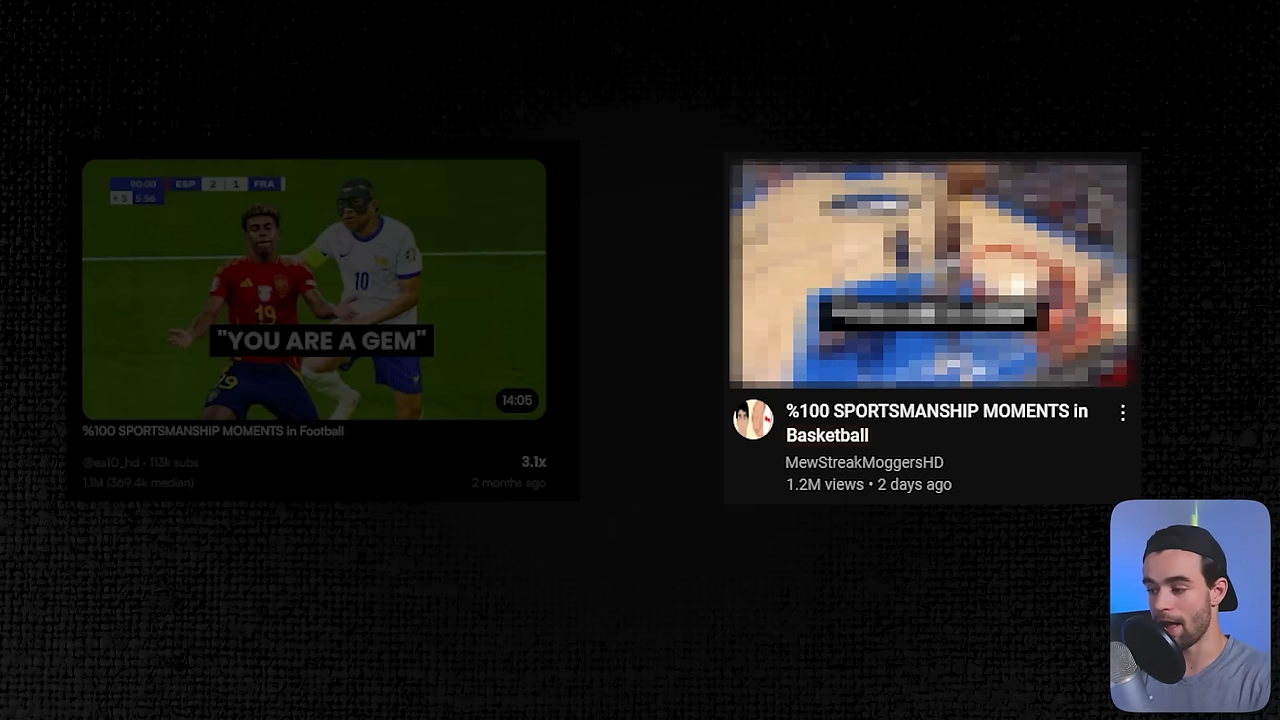 90:00 ESP 2 1 FRA
+5 5:56
10
19
19
"YOU ARE A GEM"
14:05
%100 SPORTSMANSHIP MOMENTS in Football
@ea10_hd · 113k subs
3.1x
1.1M (369.4k median)
2 months ago
%100 SPORTSMANSHIP MOMENTS in
Basketball
MewStreakMoggersHD
1.2M views • 2 days ago